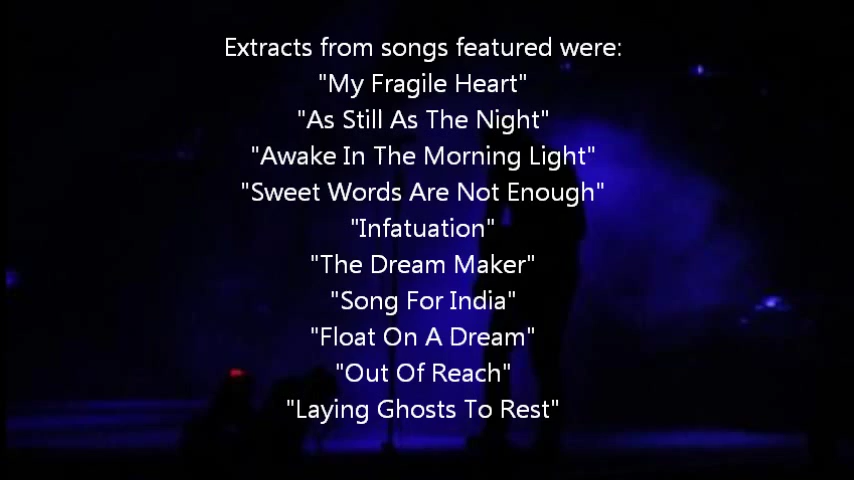 Extracts from songs featured were:
"My Fragile Heart"
"As Still As The Night"
"Awake In The Morning Light"
"Sweet Words Are Not Enough"
"Infatuation"
"The Dream Maker"
"Song For India"
"Float On A Dream"
"Out Of Reach"
"Laying Ghosts To Rest"